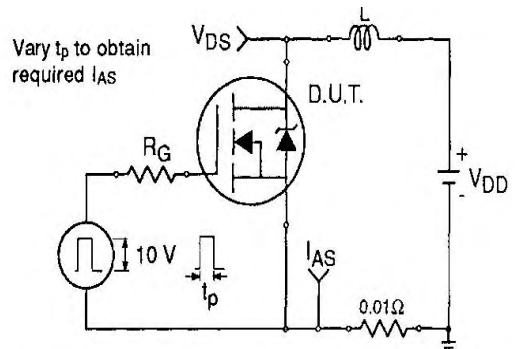 Vary tp to obtain
required IAS
VDS
L
D.U.T.
RG
10 V
tp
IAS
0.01Ω
+
VDD
-